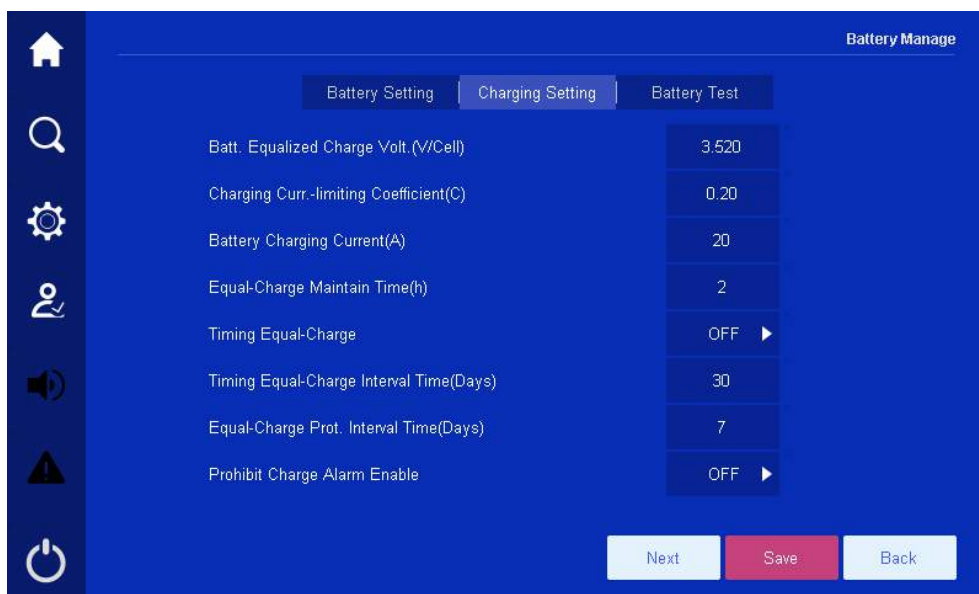 Battery Manage
Battery Setting Charging Setting Battery Test
Batt. Equalized Charge Volt.(V/Cell) 3.520
Charging Curr.-limiting Coefficient(C) 0.20
Battery Charging Current(A) 20
Equal-Charge Maintain Time(h) 2
Timing Equal-Charge OFF
Timing Equal-Charge Interval Time(Days) 30
Equal-Charge Prot. Interval Time(Days) 7
Prohibit Charge Alarm Enable OFF
Next Save Back